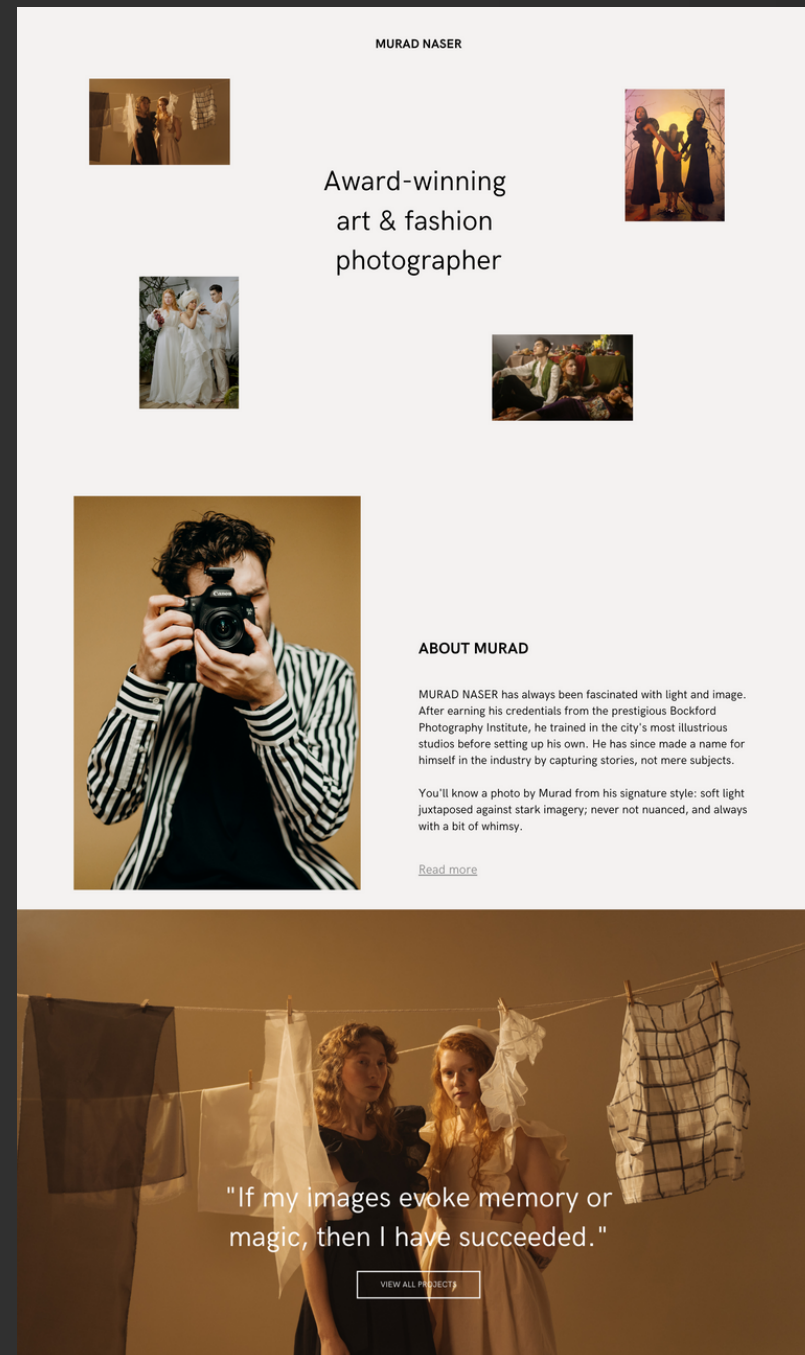 MURAD NASER
Award-winning
art & fashion
photographer
Canon
ABOUT MURAD
MURAD NASER has always been fascinated with light and image.
After earning his credentials from the prestigious Bockford
Photography Institute, he trained in the city's most illustrious
studios before setting up his own. He has since made a name for
himself in the industry by capturing stories, not mere subjects.
You'll know a photo by Murad from his signature style: soft light
juxtaposed against stark imagery; never not nuanced, and always
with a bit of whimsy.
Read more
"If my images evoke memory or
magic, then I have succeeded."
VIEW ALL PROJECTS